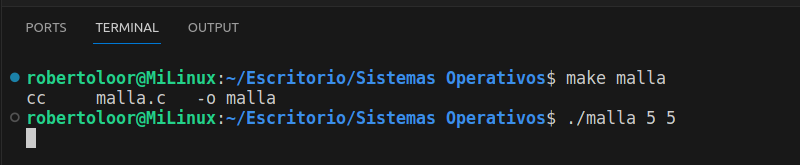 PORTS TERMINAL OUTPUT
robertoloor@MiLinux:~/Escritorio/Sistemas Operativos$ make malla
cc     malla.c   -o malla
robertoloor@MiLinux:~/Escritorio/Sistemas Operativos$ ./malla 5 5